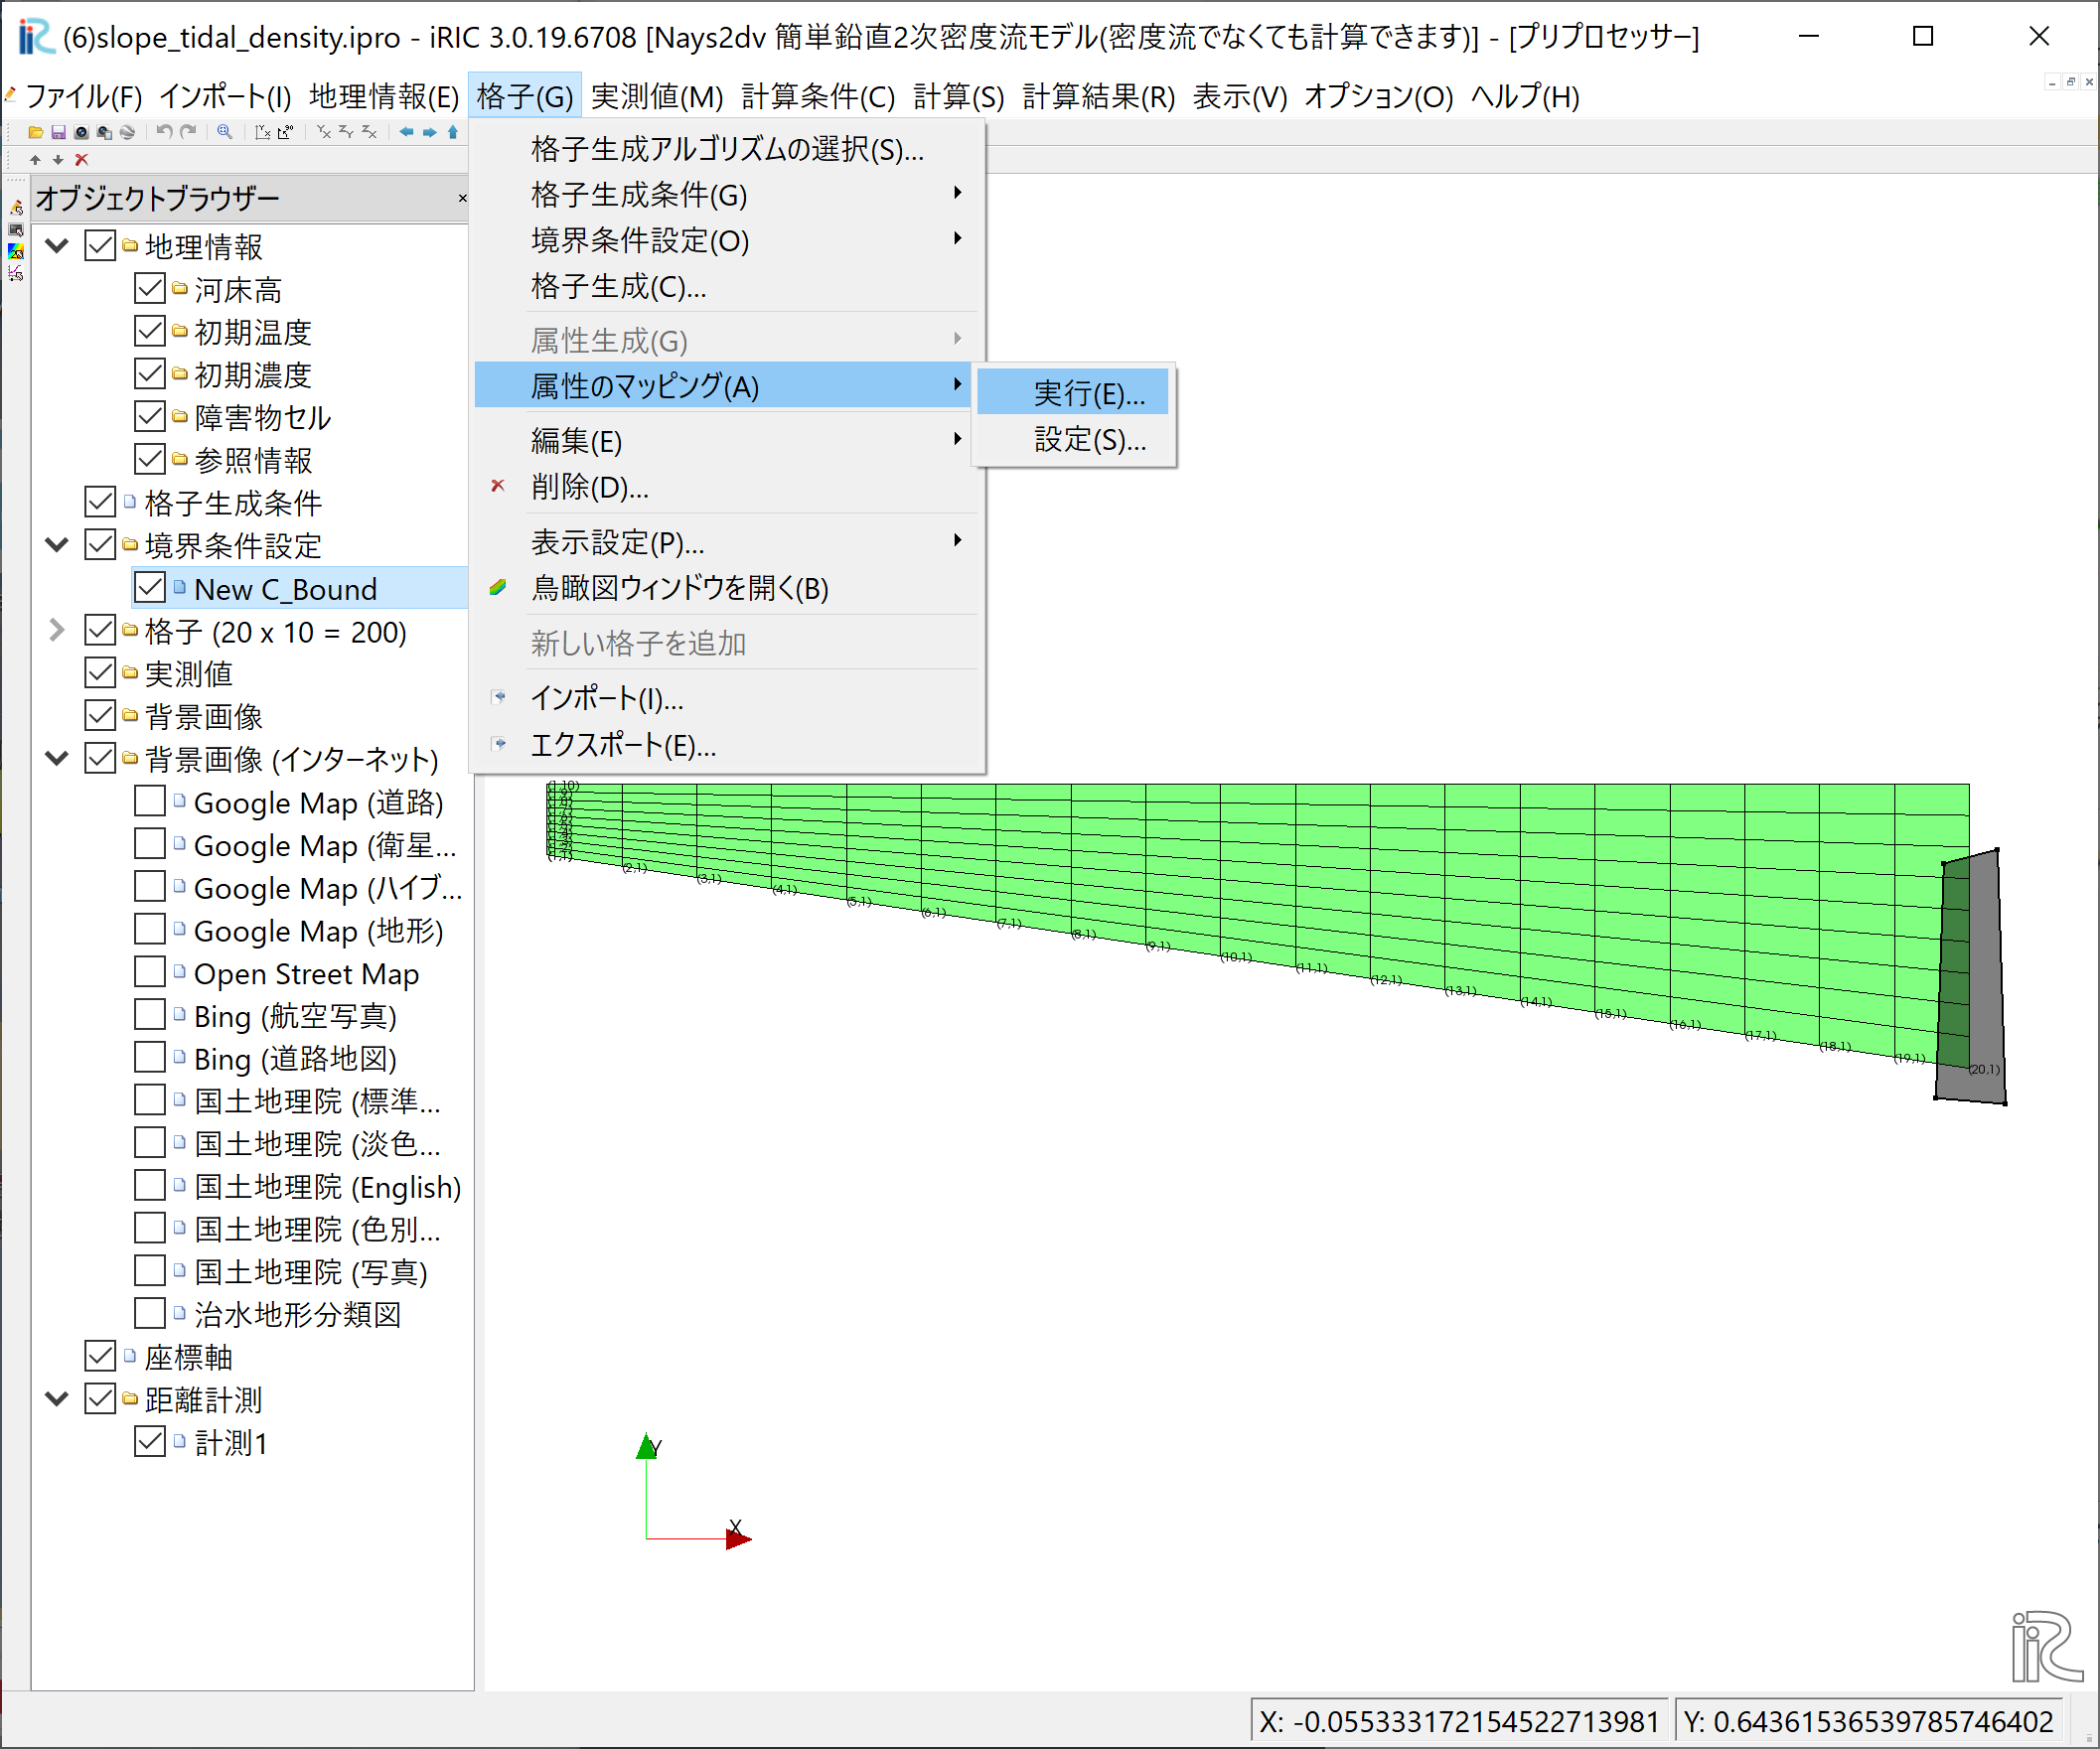 (6)slope_tidal_density.ipro - iRIC 3.0.19.6708 [Nays2dv 簡単鉛直2次密度流モデル(密度流でなくても計算できます)] - [プリプロセッサー]
ファイル(F) インポート(I) 地理情報(E) 格子(G) 実測値(M) 計算条件(C) 計算(S) 計算結果(R) 表示(V) オプション(O) ヘルプ(H)
オブジェクトブラウザー
地理情報
河床高
初期温度
初期濃度
障害物セル
参照情報
格子生成条件
境界条件設定
New C_Bound
格子 (20 x 10 = 200)
実測値
背景画像
背景画像 (インターネット)
Google Map (道路)
Google Map (衛星...
Google Map (ハイブ...
Google Map (地形)
Open Street Map
Bing (航空写真)
Bing (道路地図)
国土地理院 (標準...
国土地理院 (淡色...
国土地理院 (English)
国土地理院 (色別...
国土地理院 (写真)
治水地形分類図
座標軸
距離計測
計測1
格子生成アルゴリズムの選択(S)...
格子生成条件(G)
境界条件設定(O)
格子生成(C)...
属性生成(G)
属性のマッピング(A)
実行(E)...
設定(S)...
編集(E)
削除(D)...
表示設定(P)...
鳥瞰図ウィンドウを開く(B)
新しい格子を追加
インポート(I)...
エクスポート(E)...
(1,10)
(1,1)
(2,1)
(3,1)
(4,1)
(5,1)
(6,1)
(7,1)
(8,1)
(9,1)
(10,1)
(11,1)
(12,1)
(13,1)
(14,1)
(15,1)
(16,1)
(17,1)
(18,1)
(19,1)
(20,1)
Y
X
iRIC
X: -0.055333172154522713981
Y: 0.64361536539785746402